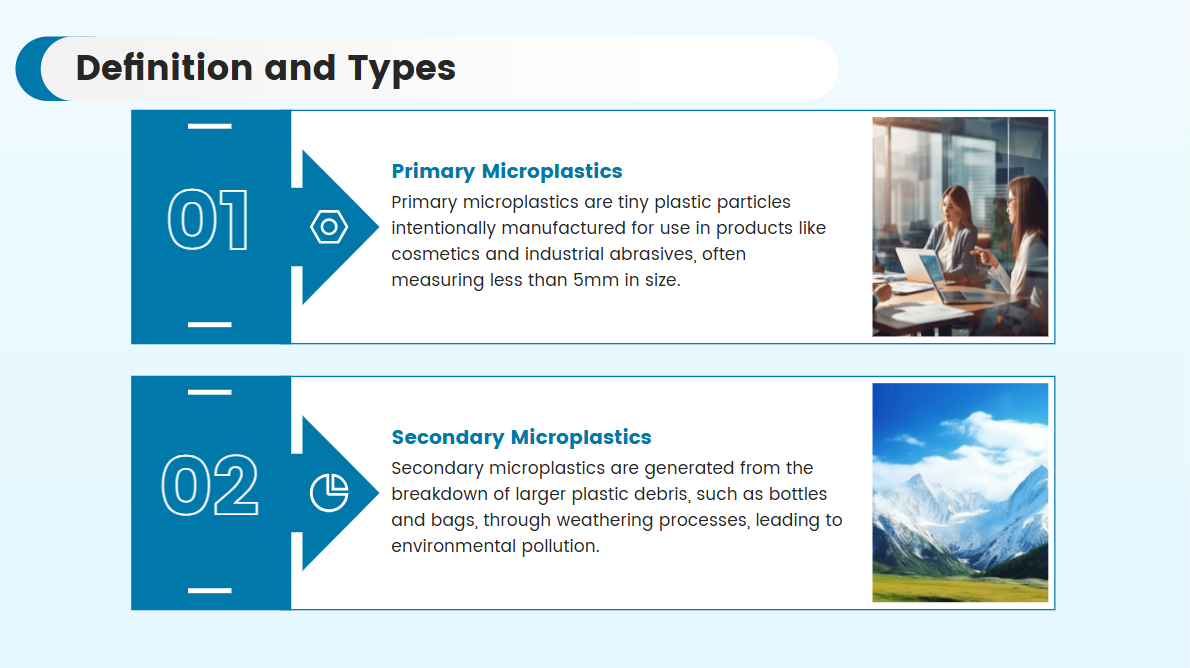 Definition and Types
01
Primary Microplastics
Primary microplastics are tiny plastic particles
intentionally manufactured for use in products like
cosmetics and industrial abrasives, often
measuring less than 5mm in size.
02
Secondary Microplastics
Secondary microplastics are generated from the
breakdown of larger plastic debris, such as bottles
and bags, through weathering processes, leading to
environmental pollution.